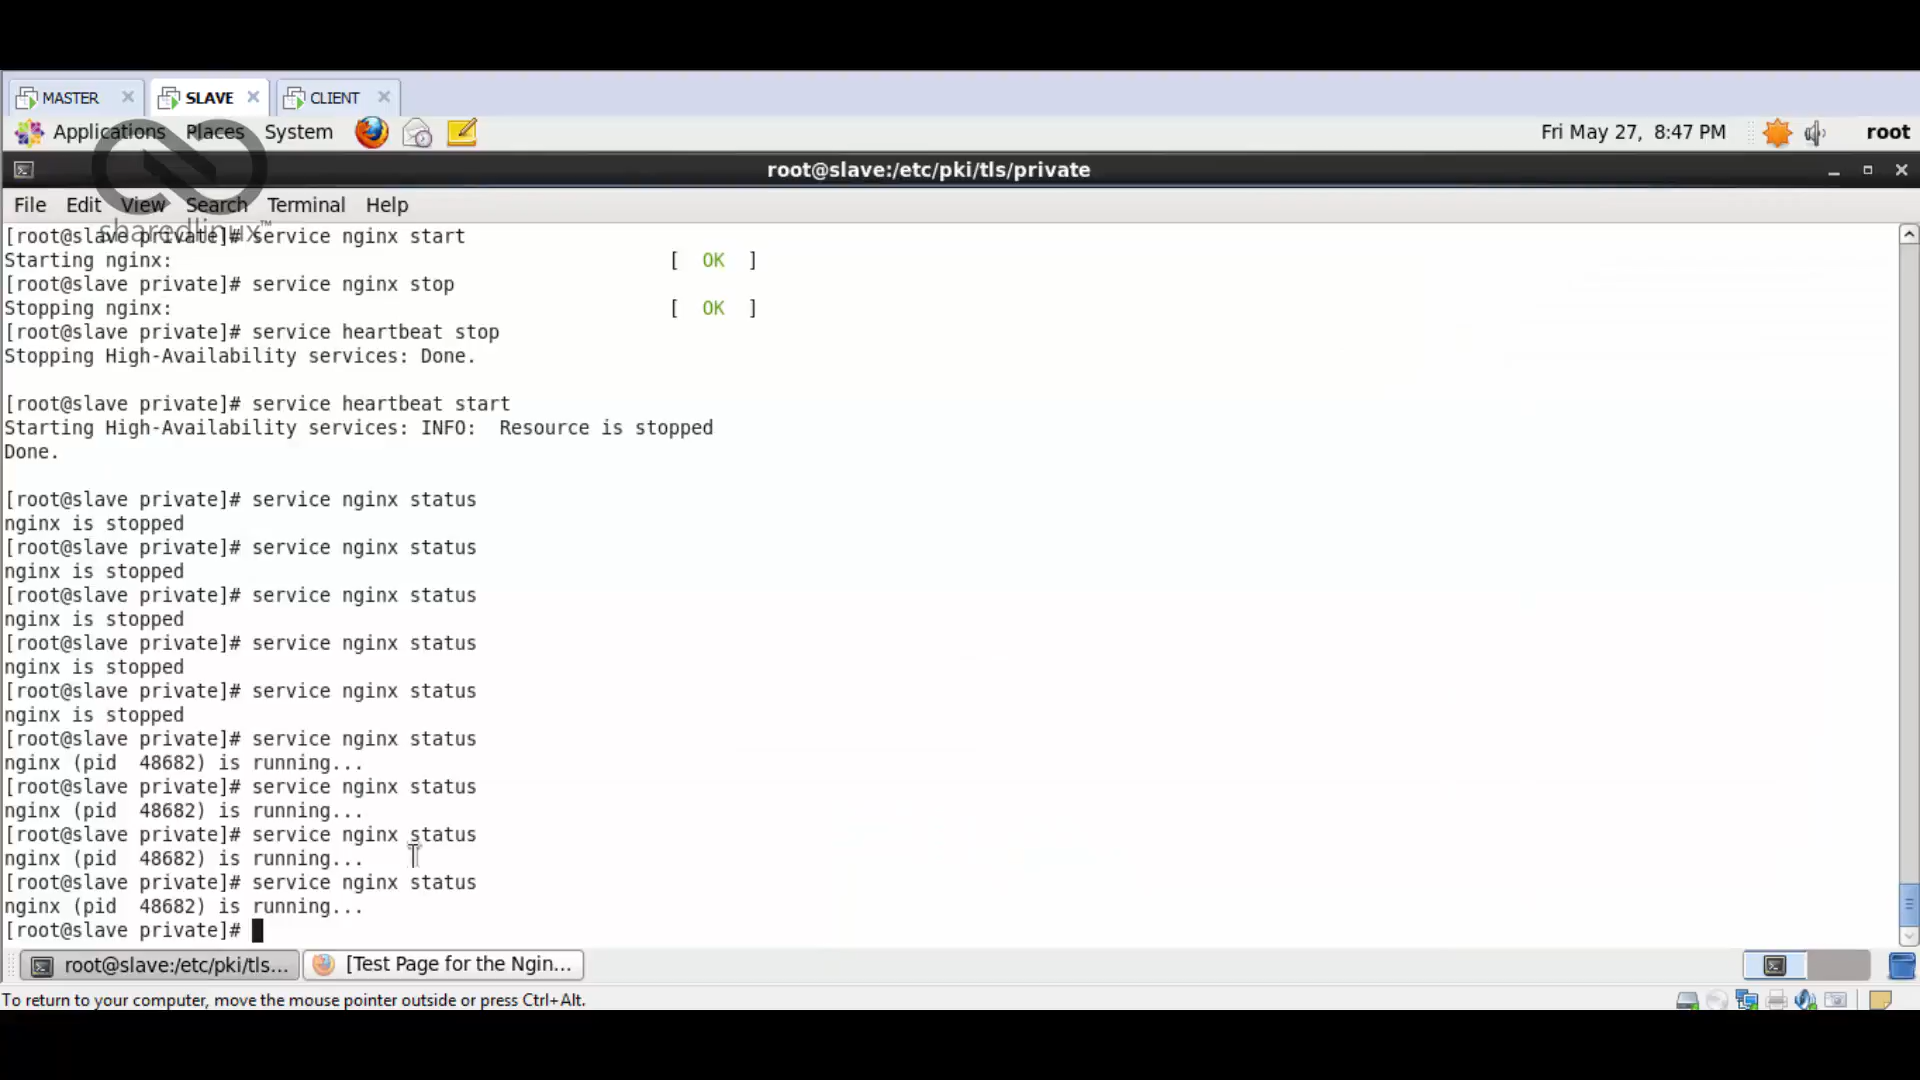 MASTER SLAVE CLIENT
Applications Places System Fri May 27, 8:47 PM root
root@slave:/etc/pki/tls/private
File Edit View Search Terminal Help
sharedlinux™
[root@slave private]# service nginx start
Starting nginx: [ OK ]
[root@slave private]# service nginx stop
Stopping nginx: [ OK ]
[root@slave private]# service heartbeat stop
Stopping High-Availability services: Done.
[root@slave private]# service heartbeat start
Starting High-Availability services: INFO:  Resource is stopped
Done.
[root@slave private]# service nginx status
nginx is stopped
[root@slave private]# service nginx status
nginx is stopped
[root@slave private]# service nginx status
nginx is stopped
[root@slave private]# service nginx status
nginx is stopped
[root@slave private]# service nginx status
nginx is stopped
[root@slave private]# service nginx status
nginx (pid  48682) is running...
[root@slave private]# service nginx status
nginx (pid  48682) is running...
[root@slave private]# service nginx status
nginx (pid  48682) is running...
[root@slave private]# service nginx status
nginx (pid  48682) is running...
[root@slave private]#
root@slave:/etc/pki/tls... [Test Page for the Ngin...
To return to your computer, move the mouse pointer outside or press Ctrl+Alt.